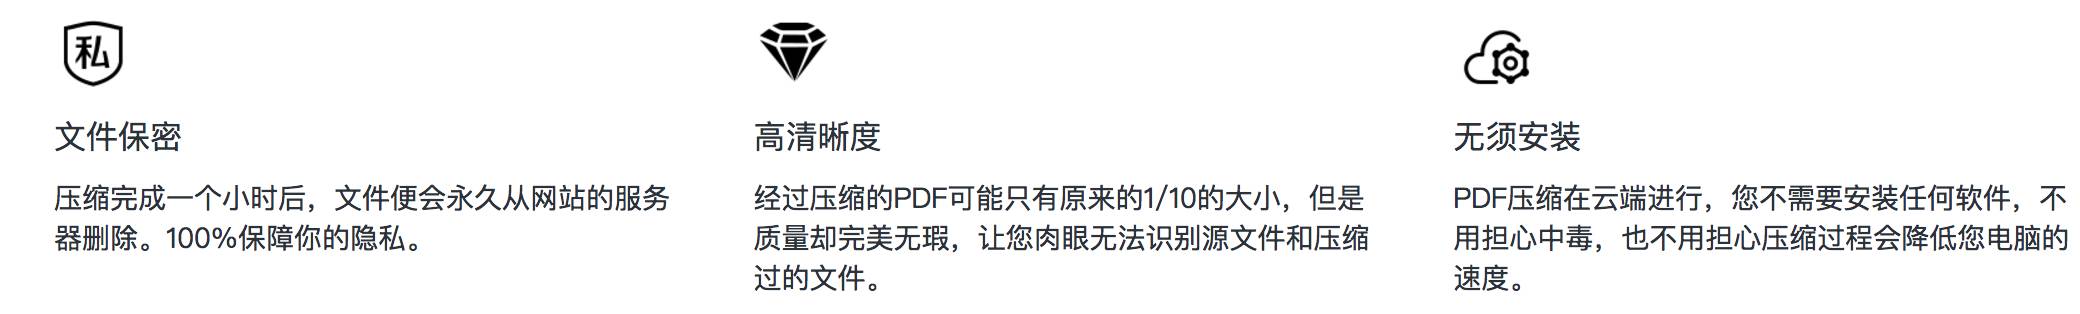 私
文件保密
压缩完成一个小时后，文件便会永久从网站的服务
器删除。100%保障你的隐私。
高清晰度
经过压缩的PDF可能只有原来的1/10的大小，但是
质量却完美无瑕，让您肉眼无法识别源文件和压缩
过的文件。
无须安装
PDF压缩在云端进行，您不需要安装任何软件，不
用担心中毒，也不用担心压缩过程会降低您电脑的
速度。